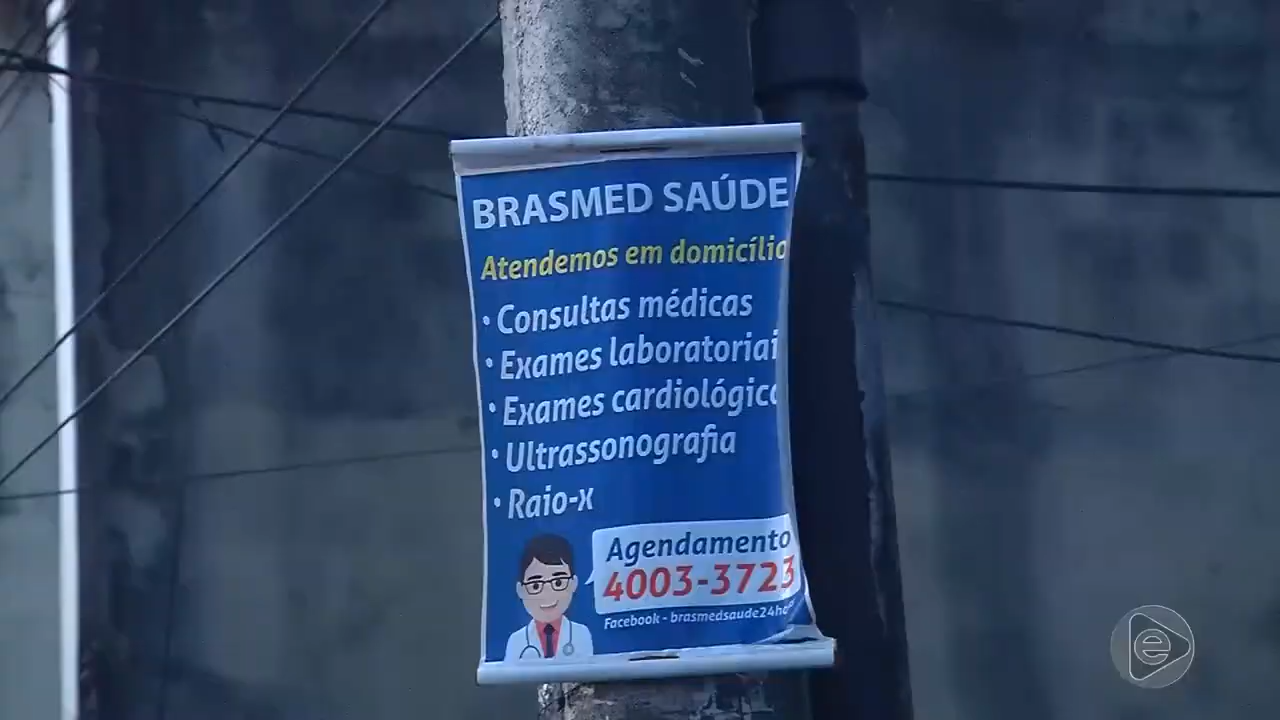 BRASMED SAÚDE
Atendemos em domicílio
• Consultas médicas
• Exames laboratoriai
• Exames cardiológico
• Ultrassonografia
• Raio-x
Agendamento
4003-3723
Facebook - brasmedsaude24ho
e